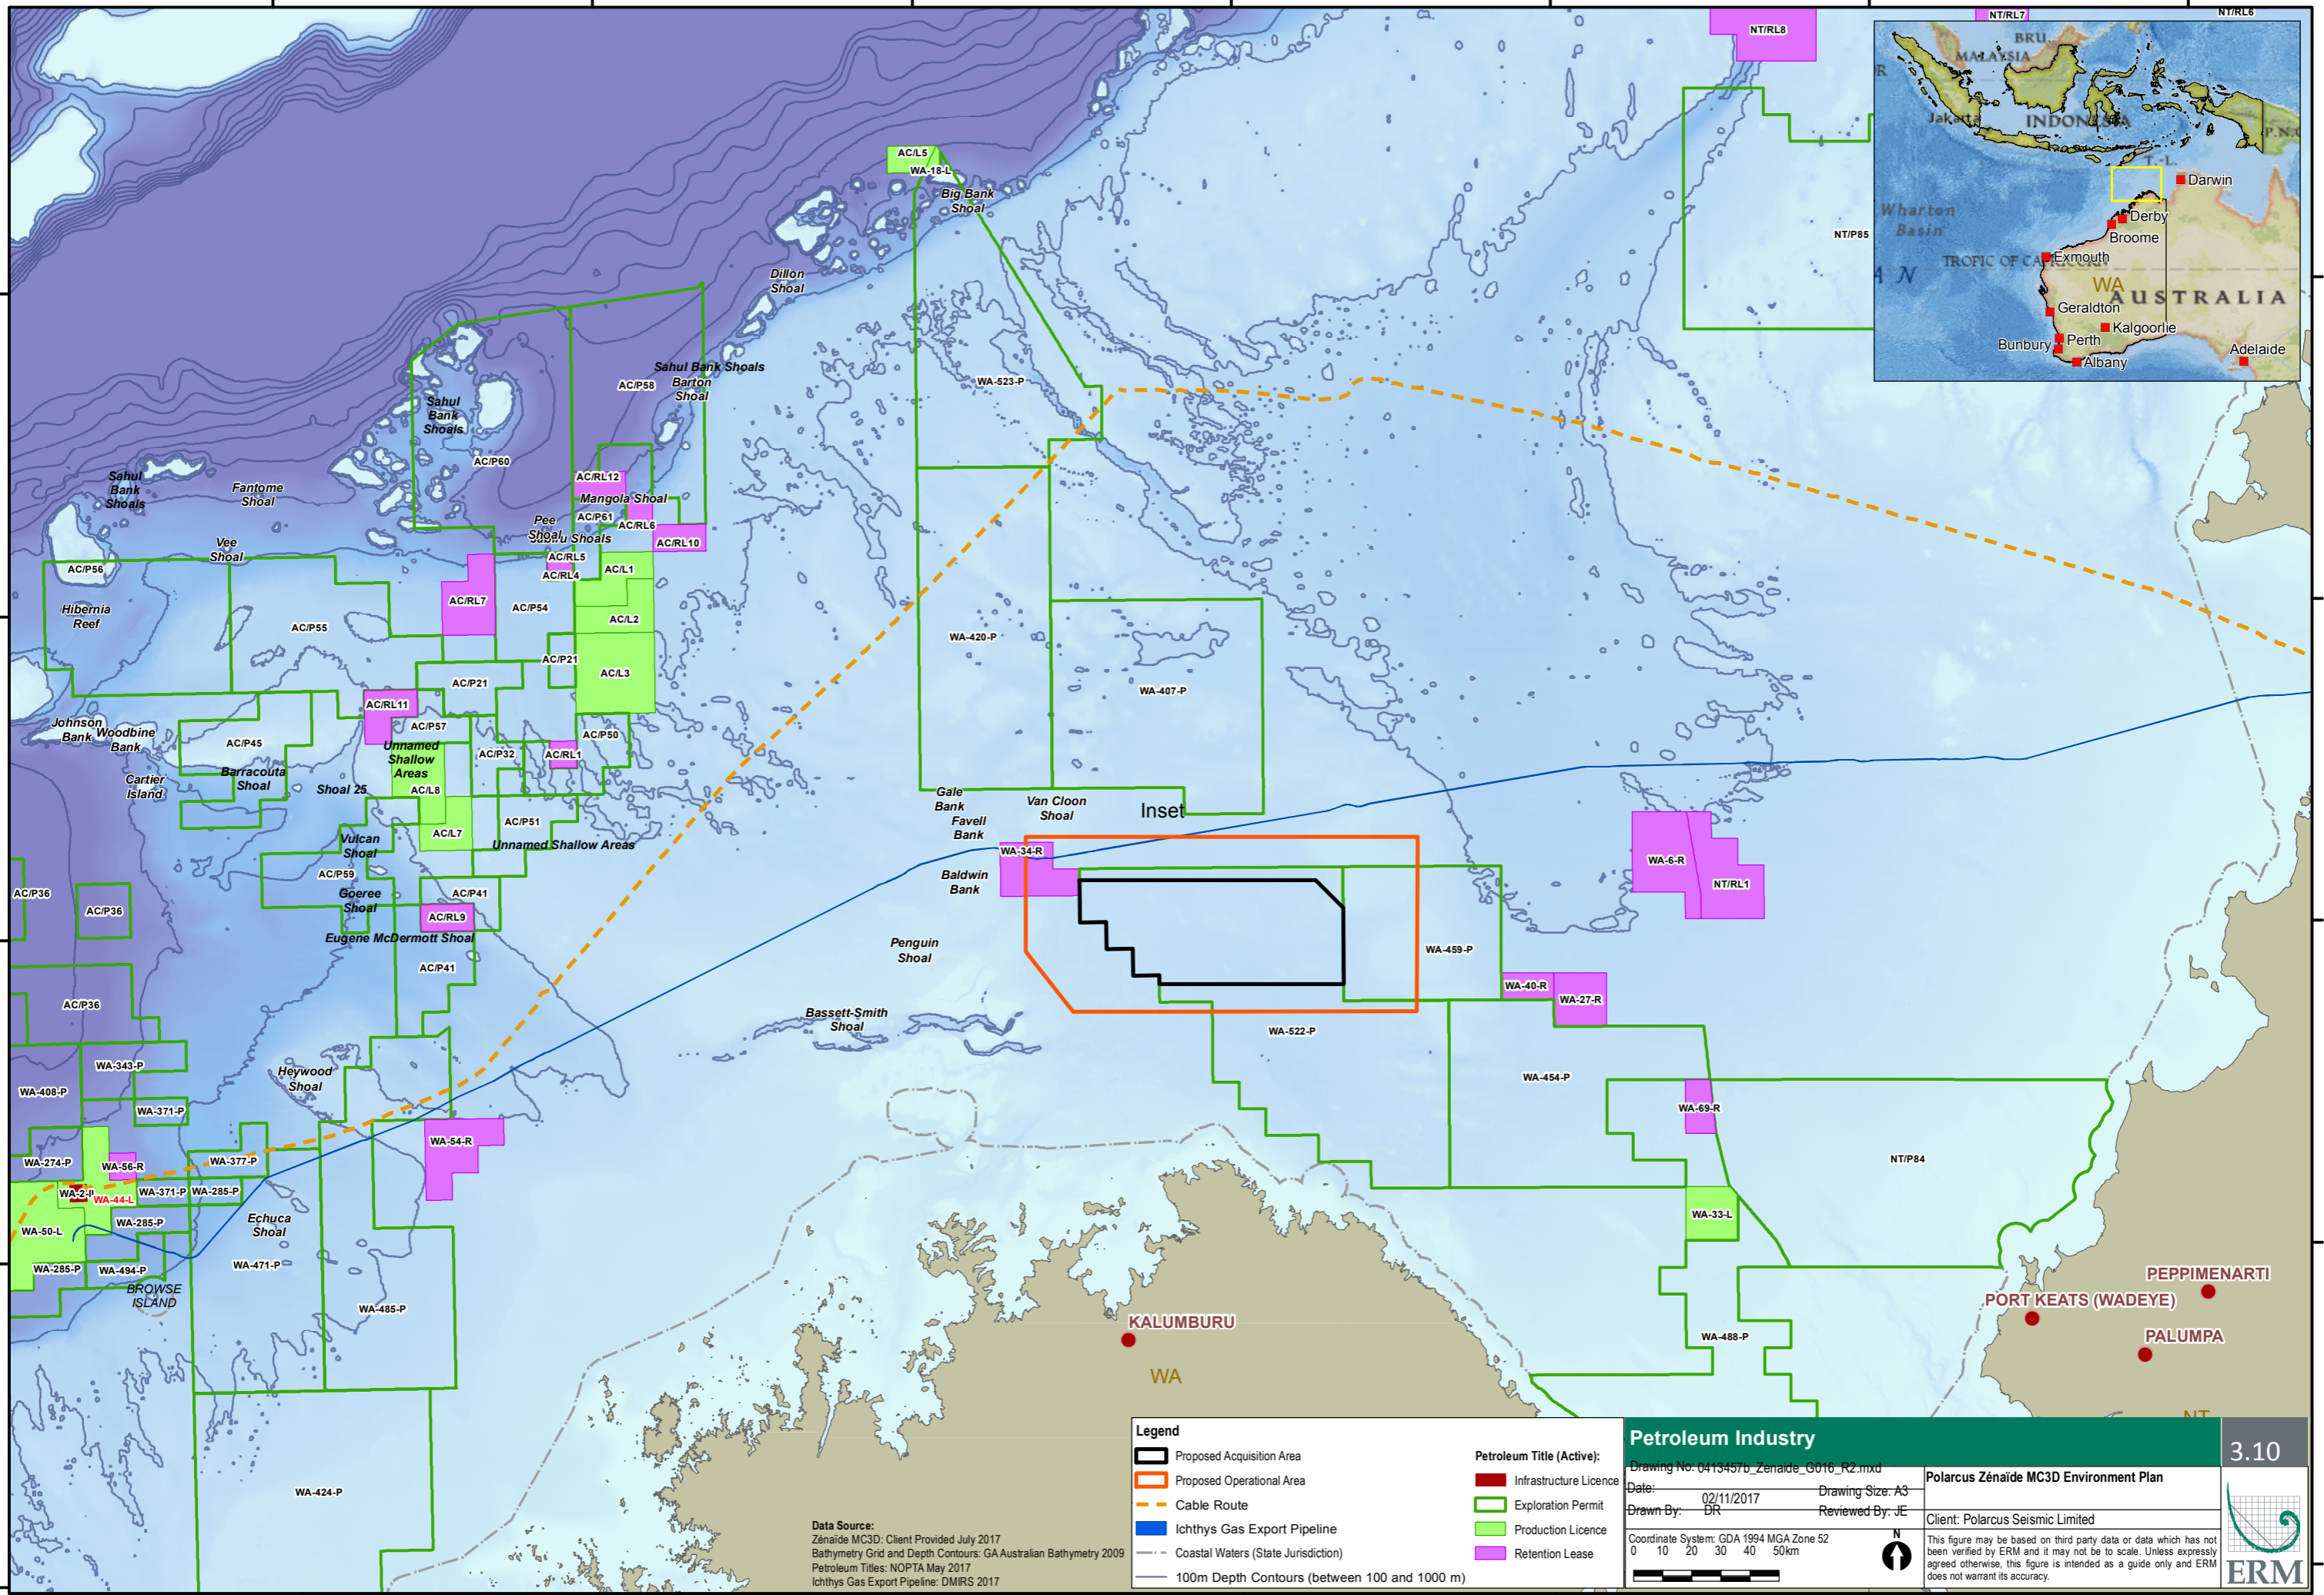 NT/RL8
NT/RL7
NT/RL6
BRU.
MALAYSIA
R
Jakarta
INDONESIA
P.N.G
T.-L.
Darwin
Wharton
Basin
Derby
Broome
Exmouth
TROPIC OF CAPRICORN
A N
WA
AUSTRALIA
Geraldton
Kalgoorlie
Perth
Bunbury
Adelaide
Albany
AC/L5
WA-18-L
Big Bank
Shoal
NT/P85
Dillon
Shoal
Sahul Bank Shoals
Barton
Shoal
AC/P58
WA-523-P
Sahul
Bank
Shoals
AC/P60
Sahul
Bank
Shoals
Fantome
Shoal
AC/RL12
Mangola Shoal
AC/P61
AC/RL6
Pee
Shoal
Shoals
AC/RL10
Vee
Shoal
AC/P56
AC/RL5
AC/RL4
AC/L1
Hibernia
Reef
AC/RL7
AC/P54
AC/L2
AC/P55
WA-420-P
AC/P21
AC/L3
AC/P21
WA-407-P
AC/RL11
AC/P57
Johnson
Bank
Woodbine
Bank
AC/P45
Unnamed
Shallow
Areas
AC/P32
AC/RL1
AC/P50
Cartier
Island
Barracouta
Shoal
Shoal 25
AC/L8
Gale
Bank
Van Cloon
Shoal
Inset
Favell
Bank
AC/P51
AC/L7
Vulcan
Shoal
Unnamed Shallow Areas
WA-34-R
WA-6-R
NT/RL1
AC/P59
Baldwin
Bank
AC/P36
AC/P36
Goeree
Shoal
AC/P41
AC/RL9
Eugene McDermott Shoal
Penguin
Shoal
WA-459-P
AC/P41
WA-40-R
WA-27-R
AC/P36
Bassett-Smith
Shoal
WA-522-P
WA-343-P
Heywood
Shoal
WA-454-P
WA-408-P
WA-371-P
WA-69-R
WA-54-R
WA-274-P
WA-56-R
WA-377-P
NT/P84
WA-2-IL
WA-44-L
WA-371-P
WA-285-P
WA-50-L
WA-285-P
Echuca
Shoal
WA-33-L
WA-285-P
WA-494-P
WA-471-P
BROWSE
ISLAND
WA-485-P
PEPPIMENARTI
PORT KEATS (WADEYE)
KALUMBURU
WA-488-P
PALUMPA
WA
NT
WA-424-P
Data Source:
Zénaïde MC3D: Client Provided July 2017
Bathymetry Grid and Depth Contours: GA Australian Bathymetry 2009
Petroleum Titles: NOPTA May 2017
Ichthys Gas Export Pipeline: DMIRS 2017
Legend
Proposed Acquisition Area
Proposed Operational Area
Cable Route
Ichthys Gas Export Pipeline
Coastal Waters (State Jurisdiction)
100m Depth Contours (between 100 and 1000 m)
Petroleum Title (Active):
Infrastructure Licence
Exploration Permit
Production Licence
Retention Lease
Petroleum Industry
3.10
Drawing No: 0413457b_Zenaide_G016_R2.mxd
Date: 02/11/2017
Drawing Size: A3
Drawn By: DR
Reviewed By: JE
Coordinate System: GDA 1994 MGA Zone 52
0 10 20 30 40 50km
N
Polarcus Zénaïde MC3D Environment Plan
Client: Polarcus Seismic Limited
This figure may be based on third party data or data which has not
been verified by ERM and it may not be to scale. Unless expressly
agreed otherwise, this figure is intended as a guide only and ERM
does not warrant its accuracy.
ERM